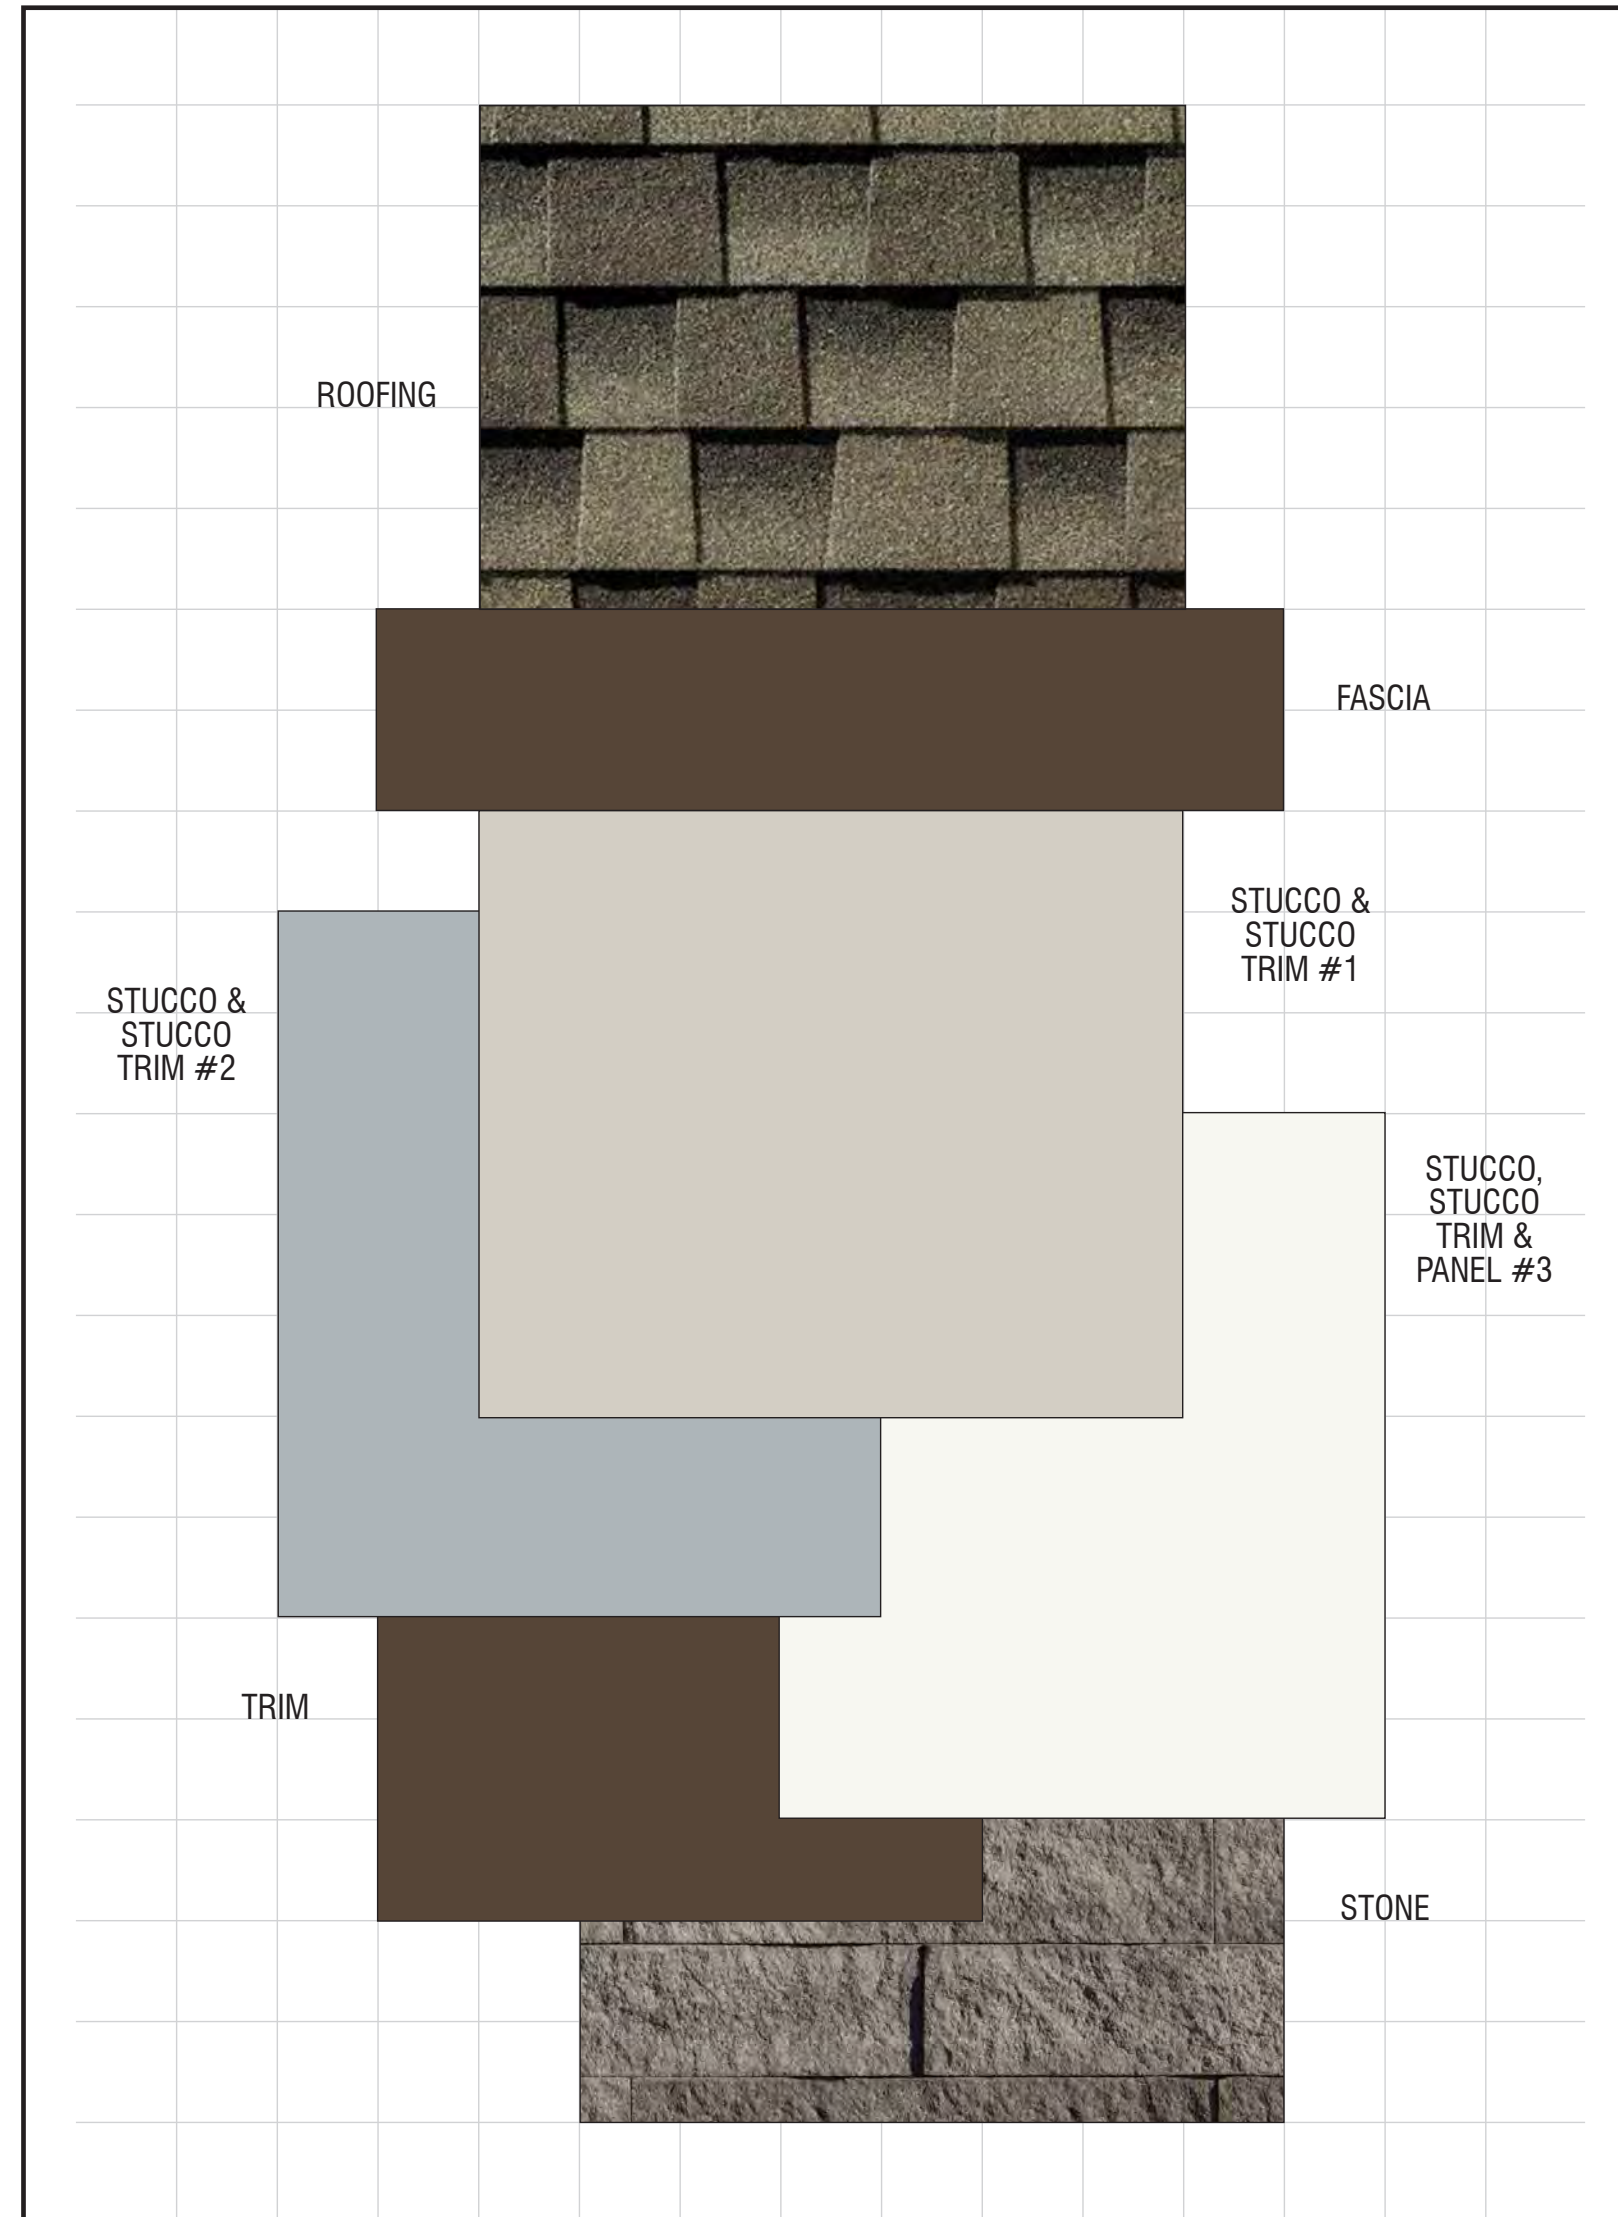 ROOFING
FASCIA
STUCCO &
STUCCO
TRIM #1
STUCCO &
STUCCO
TRIM #2
STUCCO,
STUCCO
TRIM &
PANEL #3
TRIM
STONE